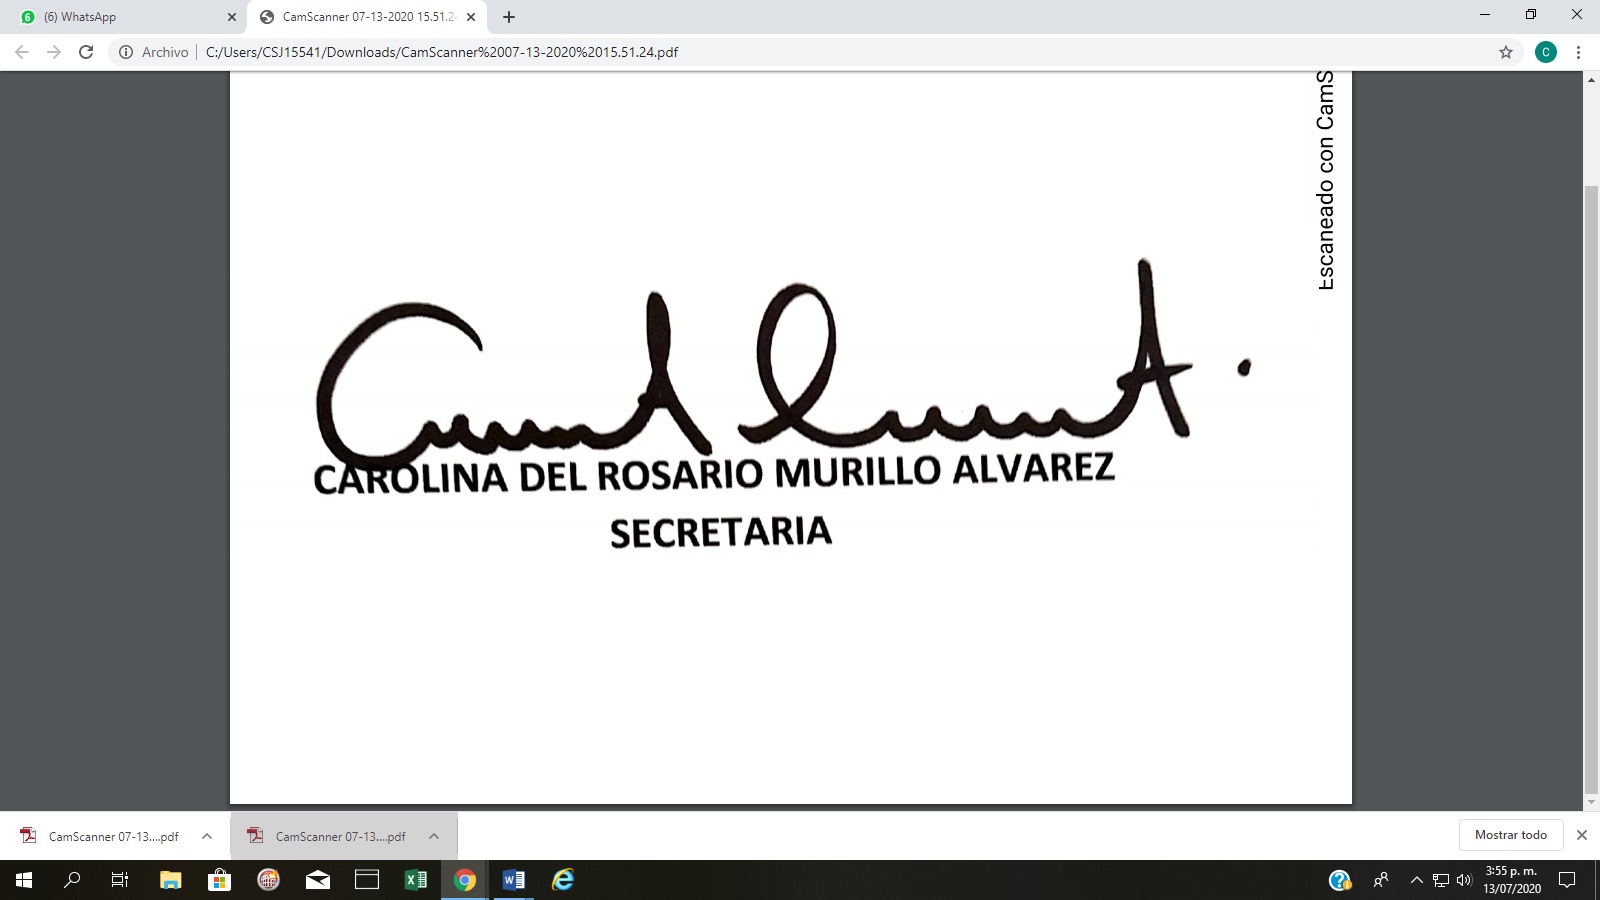 (6) WhatsApp
CamScanner 07-13-2020 15.51.24
Archivo
C:/Users/CSJ15541/Downloads/CamScanner%2007-13-2020%2015.51.24.pdf
C
Escaneado con CamS
CAROLINA DEL ROSARIO MURILLO ALVAREZ
SECRETARIA
CamScanner 07-13....pdf
CamScanner 07-13....pdf
Mostrar todo
3:55 p. m.
13/07/2020